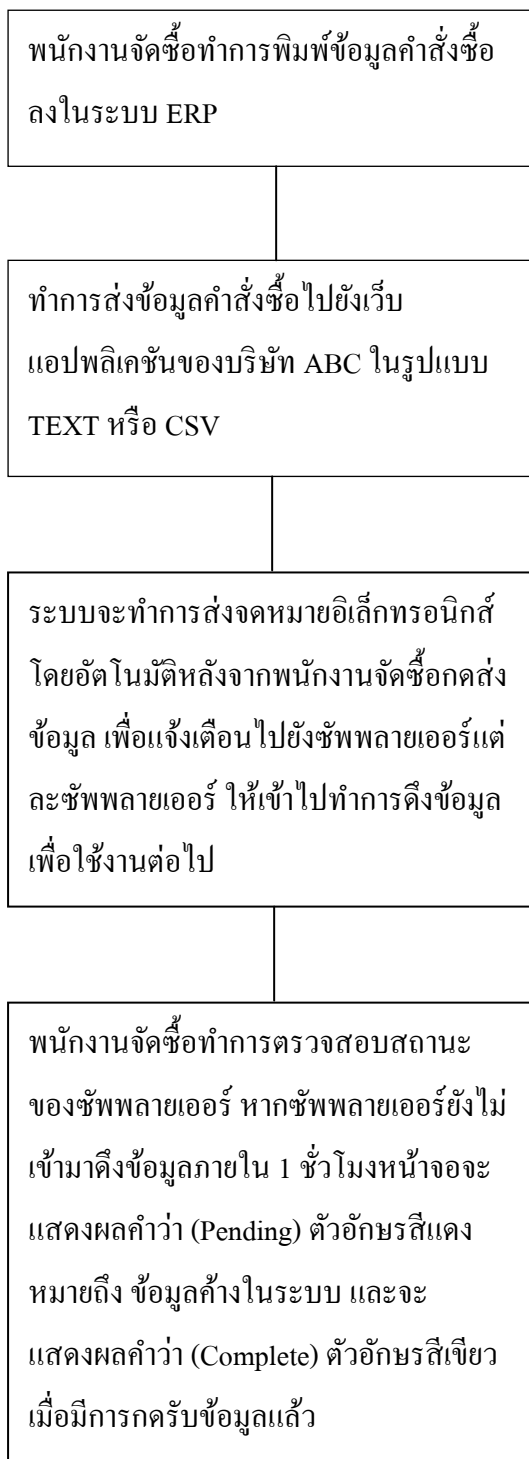 พนักงานจัดซื้อทำการพิมพ์ข้อมูลคำสั่งซื้อ
ลงในระบบ ERP
ทำการส่งข้อมูลคำสั่งซื้อไปยังเว็บ
แอปพลิเคชันของบริษัท ABC ในรูปแบบ
TEXT หรือ CSV
ระบบจะทำการส่งจดหมายอิเล็กทรอนิกส์
โดยอัตโนมัติหลังจากพนักงานจัดซื้อกดส่ง
ข้อมูล เพื่อแจ้งเตือนไปยังซัพพลายเออร์แต่
ละซัพพลายเออร์ ให้เข้าไปทำการดึงข้อมูล
เพื่อใช้งานต่อไป
พนักงานจัดซื้อทำการตรวจสอบสถานะ
ของซัพพลายเออร์ หากซัพพลายเออร์ยังไม่
เข้ามาดึงข้อมูลภายใน 1 ชั่วโมงหน้าจอจะ
แสดงผลคำว่า (Pending) ตัวอักษรสีแดง
หมายถึง ข้อมูลค้างในระบบ และจะ
แสดงผลคำว่า (Complete) ตัวอักษรสีเขียว
เมื่อมีการกดรับข้อมูลแล้ว